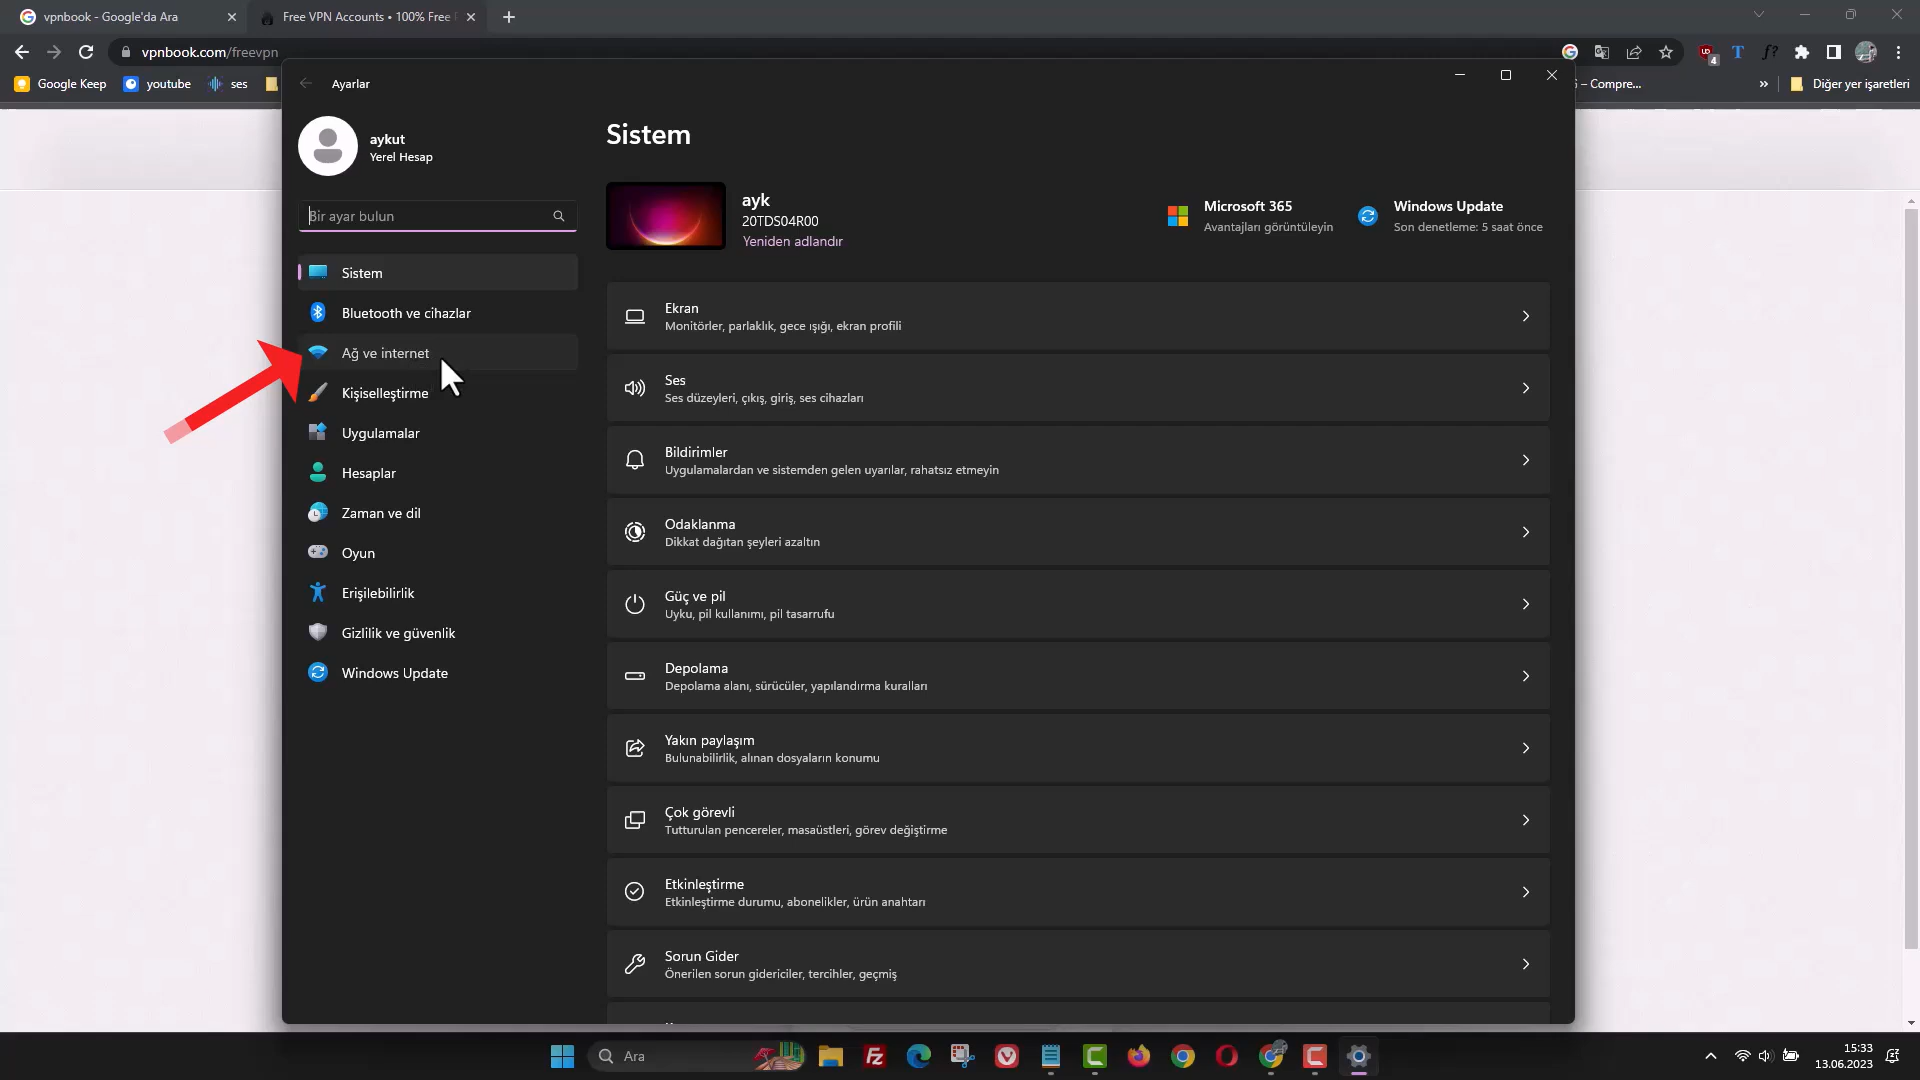 vpnbook - Google'da Ara
Free VPN Accounts • 100% Free
vpnbook.com/freevpn
4
Google Keep
youtube
ses
– Compre...
Diğer yer işaretleri
Ayarlar
aykut
Yerel Hesap
Bir ayar bulun
Sistem
Bluetooth ve cihazlar
Ağ ve internet
Kişiselleştirme
Uygulamalar
Hesaplar
Zaman ve dil
Oyun
Erişilebilirlik
Gizlilik ve güvenlik
Windows Update
Sistem
ayk
20TDS04R00
Yeniden adlandır
Microsoft 365
Avantajları görüntüleyin
Windows Update
Son denetleme: 5 saat önce
Ekran
Monitörler, parlaklık, gece ışığı, ekran profili
Ses
Ses düzeyleri, çıkış, giriş, ses cihazları
Bildirimler
Uygulamalardan ve sistemden gelen uyarılar, rahatsız etmeyin
Odaklanma
Dikkat dağıtan şeyleri azaltın
Güç ve pil
Uyku, pil kullanımı, pil tasarrufu
Depolama
Depolama alanı, sürücüler, yapılandırma kuralları
Yakın paylaşım
Bulunabilirlik, alınan dosyaların konumu
Çok görevli
Tutturulan pencereler, masaüstleri, görev değiştirme
Etkinleştirme
Etkinleştirme durumu, abonelikler, ürün anahtarı
Sorun Gider
Önerilen sorun gidericiler, tercihler, geçmiş
Ara
15:33
13.06.2023